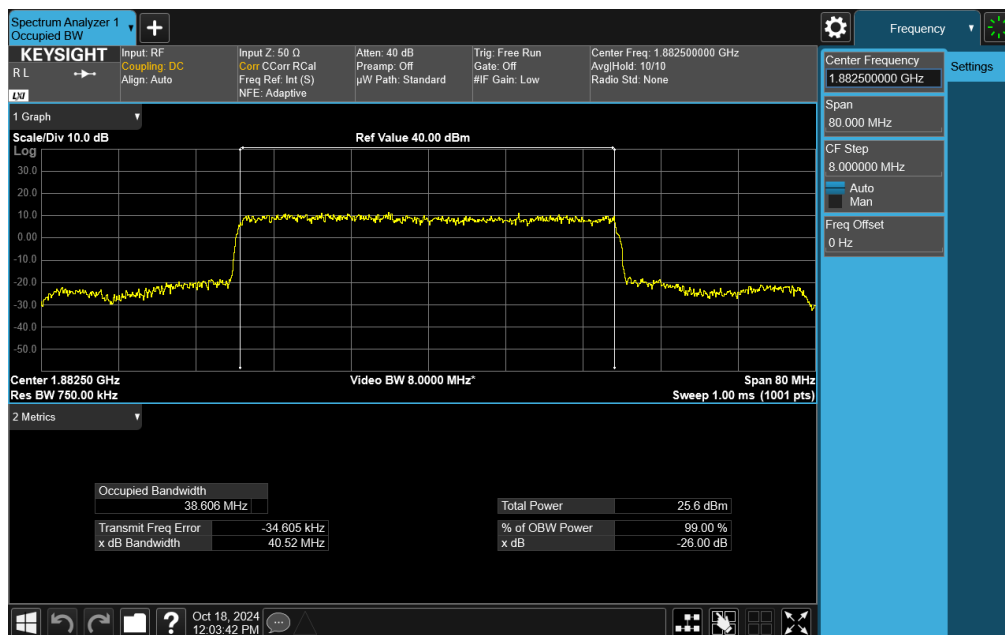 Spectrum Analyzer 1
Occupied BW
+
Frequency
KEYSIGHT
R L
LXI
Input: RF
Coupling: DC
Align: Auto
Input Z: 50 Ω
Corr CCorr RCal
Freq Ref: Int (S)
NFE: Adaptive
Atten: 40 dB
Preamp: Off
µW Path: Standard
Trig: Free Run
Gate: Off
#IF Gain: Low
Center Freq: 1.882500000 GHz
Avg|Hold: 10/10
Radio Std: None
Center Frequency
1.882500000 GHz
Settings
Span
80.000 MHz
CF Step
8.000000 MHz
Auto
Man
Freq Offset
0 Hz
1 Graph
Scale/Div 10.0 dB
Ref Value 40.00 dBm
Log
30.0
20.0
10.0
0.00
-10.0
-20.0
-30.0
-40.0
-50.0
Center 1.88250 GHz
Video BW 8.0000 MHz*
Span 80 MHz
Res BW 750.00 kHz
Sweep 1.00 ms (1001 pts)
2 Metrics
Occupied Bandwidth
38.606 MHz
Total Power 25.6 dBm
Transmit Freq Error -34.605 kHz
% of OBW Power 99.00 %
x dB Bandwidth 40.52 MHz
x dB -26.00 dB
?
Oct 18, 2024
12:03:42 PM